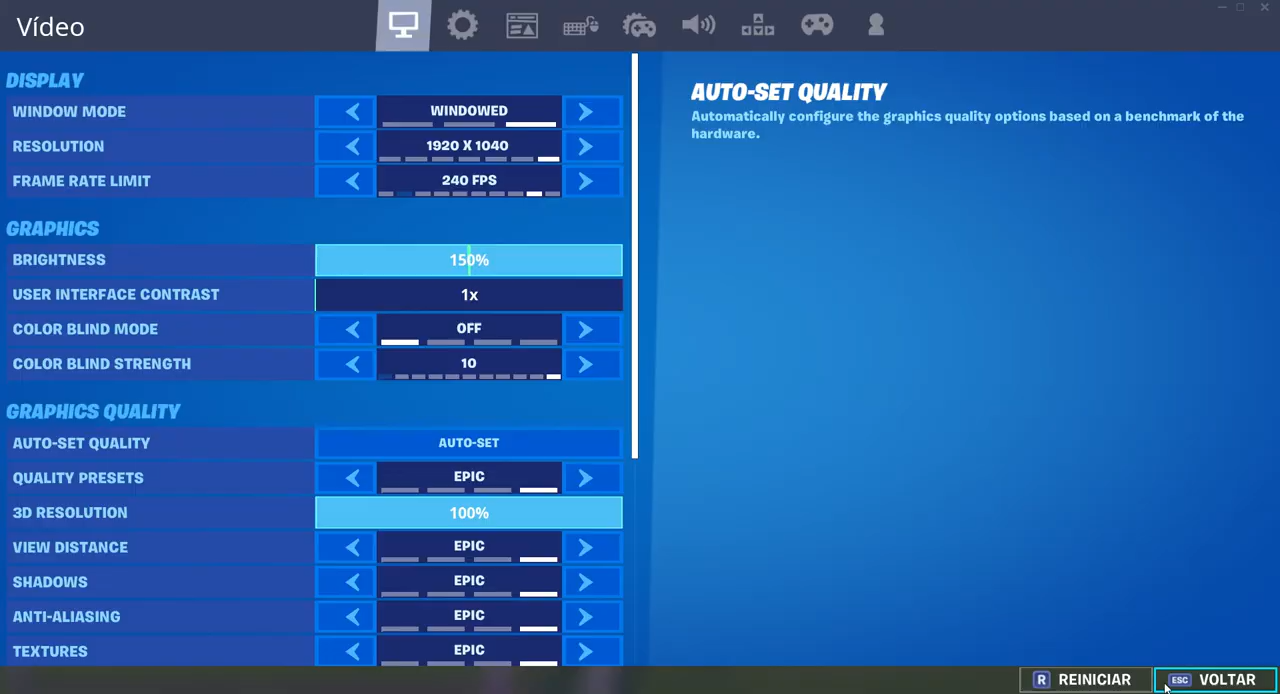 Vídeo
DISPLAY
WINDOW MODE
WINDOWED
RESOLUTION
1920 X 1040
FRAME RATE LIMIT
240 FPS
GRAPHICS
BRIGHTNESS
150%
USER INTERFACE CONTRAST
1x
COLOR BLIND MODE
OFF
COLOR BLIND STRENGTH
10
GRAPHICS QUALITY
AUTO-SET QUALITY
AUTO-SET
QUALITY PRESETS
EPIC
3D RESOLUTION
100%
VIEW DISTANCE
EPIC
SHADOWS
EPIC
ANTI-ALIASING
EPIC
TEXTURES
EPIC
AUTO-SET QUALITY
Automatically configure the graphics quality options based on a benchmark of the
hardware.
R REINICIAR
ESC VOLTAR